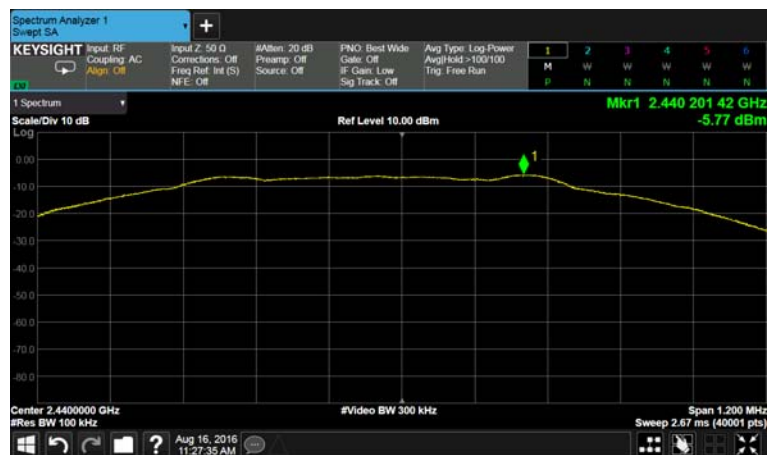 Spectrum Analyzer 1
Swept SA
+
KEYSIGHT
Input: RF
Coupling: AC
Align: Off
Input Z: 50 Ω
Corrections: Off
Freq Ref: Int (S)
NFE: Off
#Atten: 20 dB
Preamp: Off
Source: Off
PNO: Best Wide
Gate: Off
IF Gain: Low
Sig Track: Off
Avg Type: Log-Power
Avg|Hold >100/100
Trig: Free Run
1 2 3 4 5 6
M W W W W W
P N N N N N
1 Spectrum
Mkr1 2.440 201 42 GHz
-5.77 dBm
Scale/Div 10 dB
Ref Level 10.00 dBm
Log
1
0.00
-10.0
-20.0
-30.0
-40.0
-50.0
-60.0
-70.0
-80.0
Center 2.4400000 GHz
#Res BW 100 kHz
#Video BW 300 kHz
Span 1.200 MHz
Sweep 2.67 ms (40001 pts)
?
Aug 16, 2016
11:27:35 AM